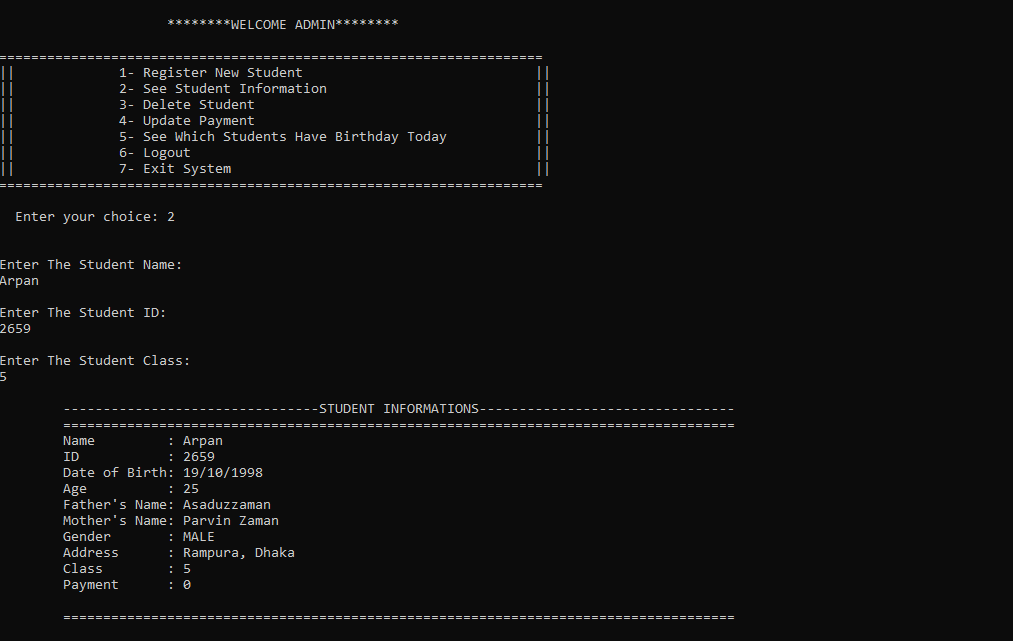 ********WELCOME ADMIN********
====================================================================
|| 1- Register New Student ||
|| 2- See Student Information ||
|| 3- Delete Student ||
|| 4- Update Payment ||
|| 5- See Which Students Have Birthday Today ||
|| 6- Logout ||
|| 7- Exit System ||
====================================================================
Enter your choice: 2
Enter The Student Name:
Arpan
Enter The Student ID:
2659
Enter The Student Class:
5
--------------------------------STUDENT INFORMATIONS--------------------------------
====================================================================================
Name : Arpan
ID : 2659
Date of Birth: 19/10/1998
Age : 25
Father's Name: Asaduzzaman
Mother's Name: Parvin Zaman
Gender : MALE
Address : Rampura, Dhaka
Class : 5
Payment : 0
====================================================================================